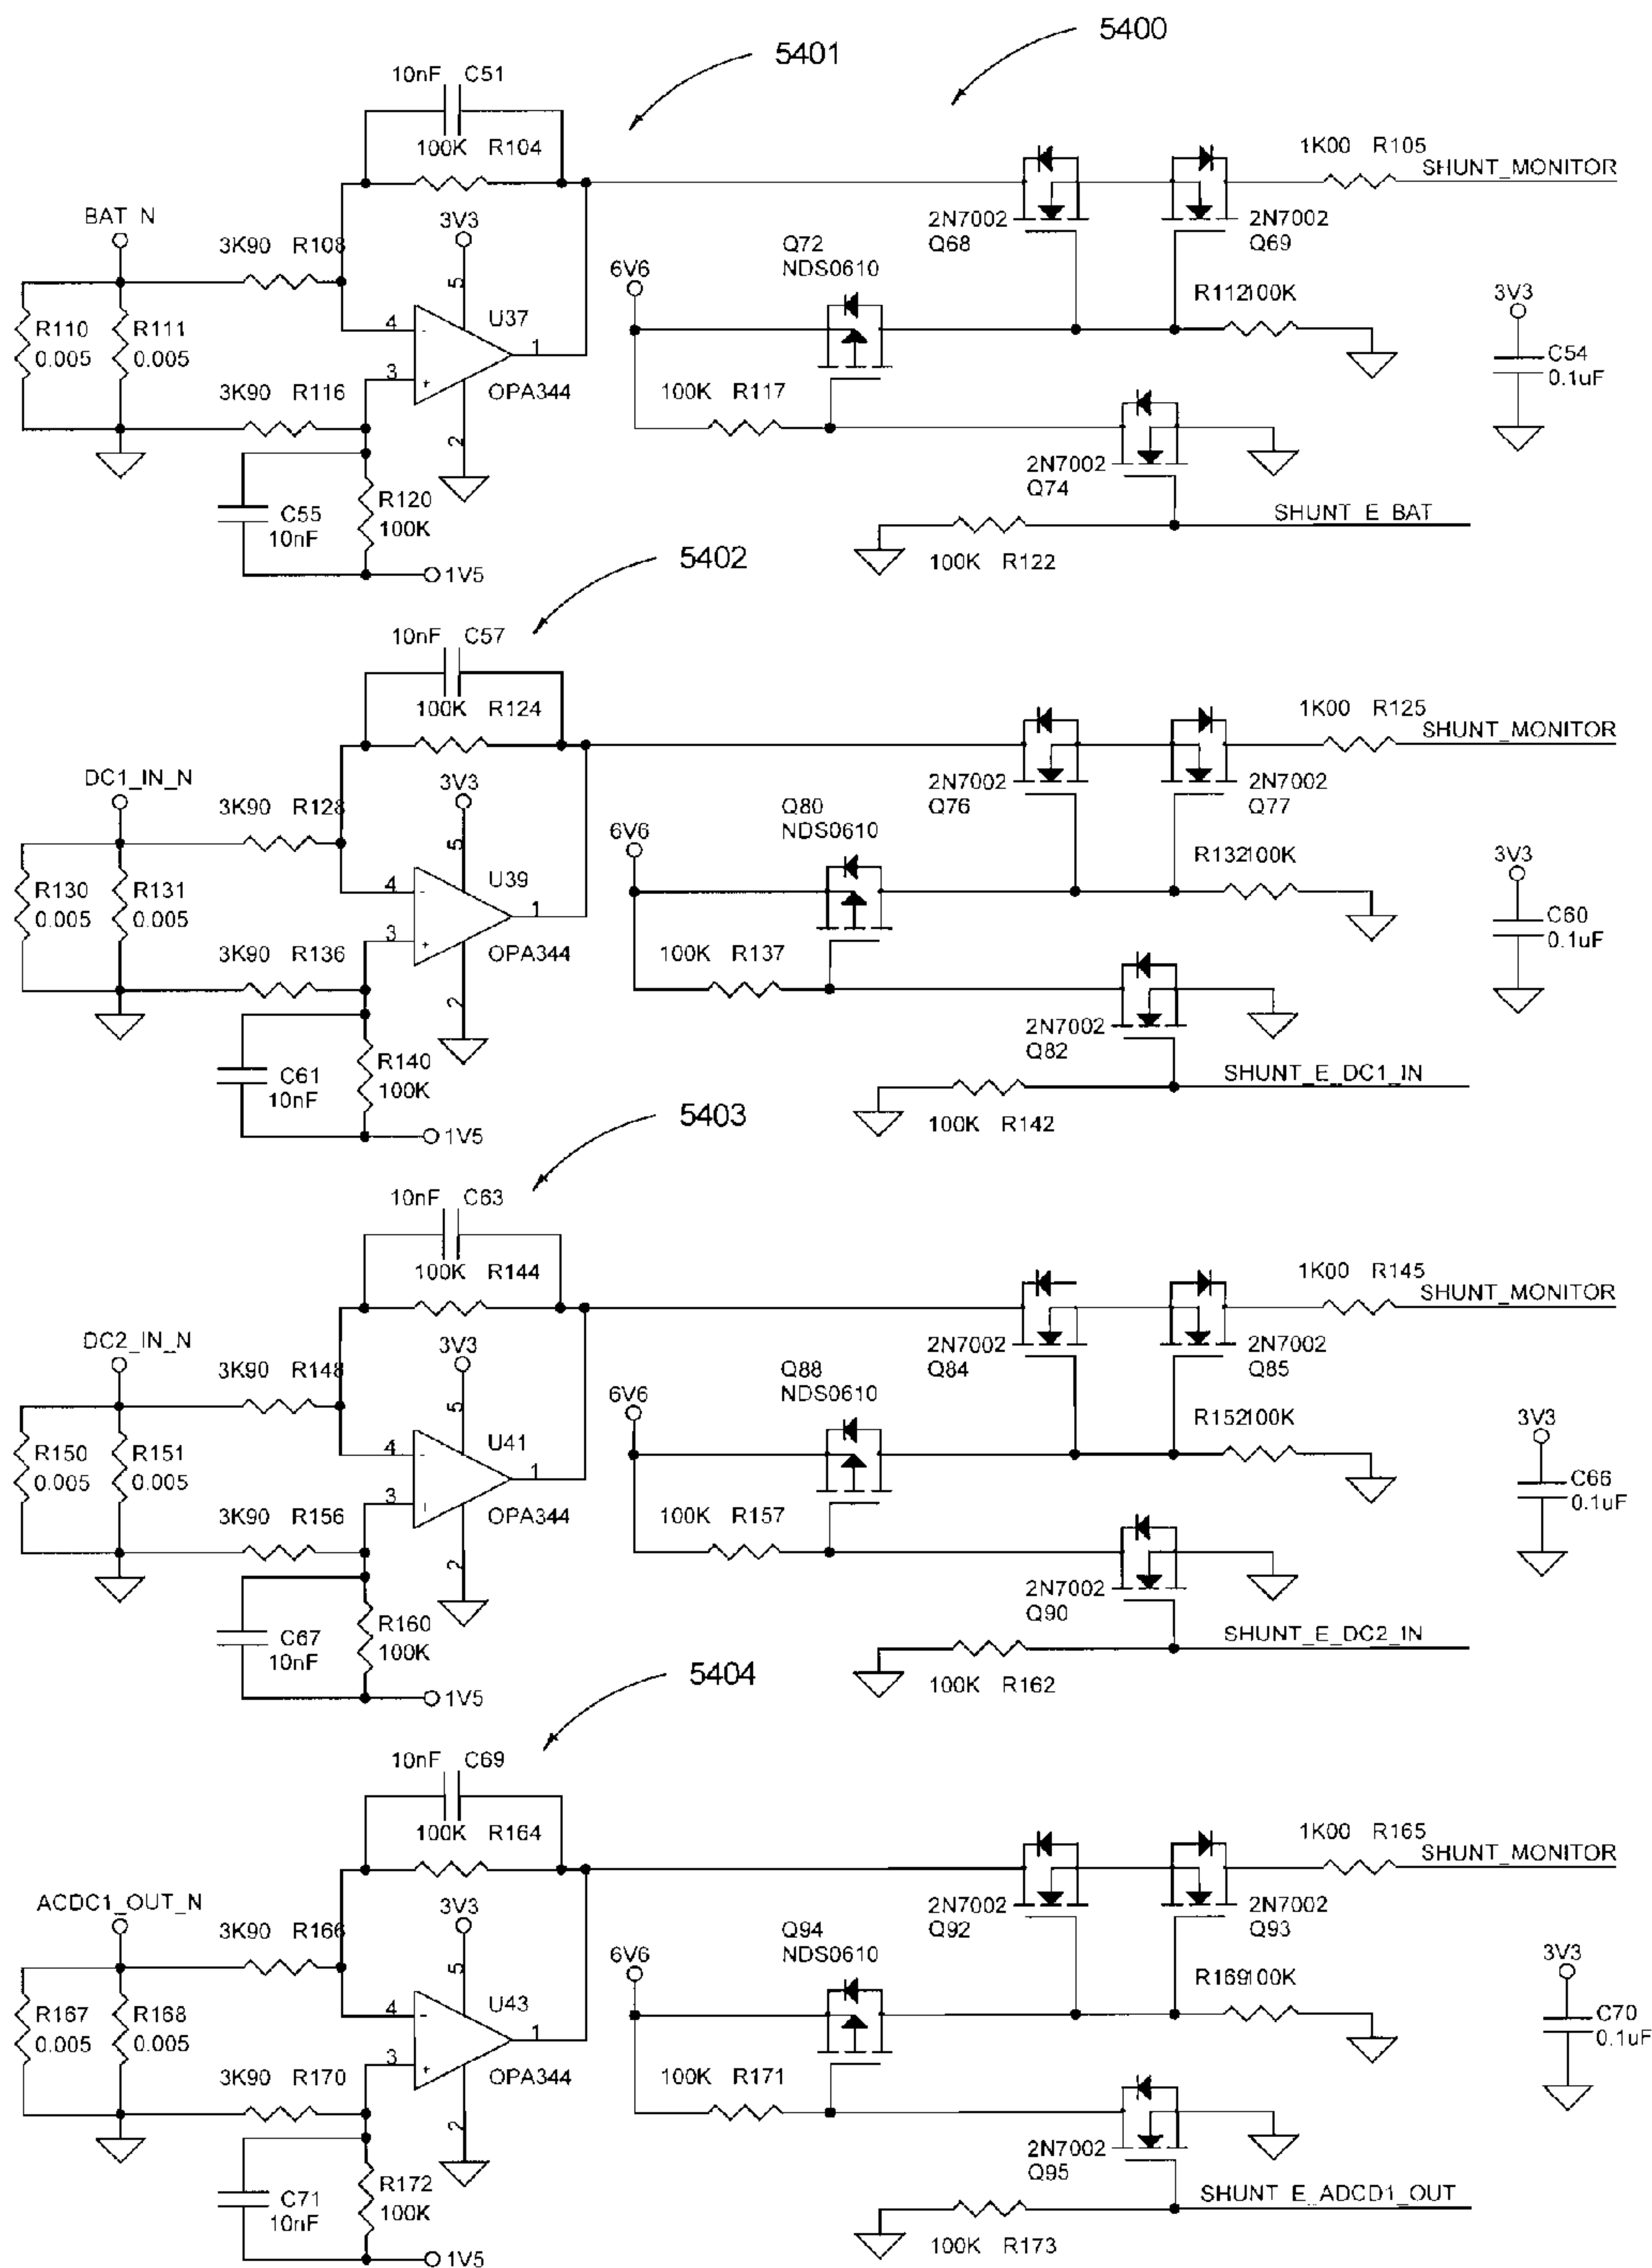 5400
5401
10nF C51
100K R104
1K00 R105
SHUNT_MONITOR
BAT_N
3K90 R108
3V3
2N7002
Q68
2N7002
Q69
Q72
NDS0610
6V6
R112 100K
3V3
R110
0.005
R111
0.005
5
4
-
U37
1
3
+
OPA344
C54
0.1uF
3K90 R116
100K R117
2
2N7002
Q74
C55
10nF
R120
100K
SHUNT_E_BAT
100K R122
1V5
5402
10nF C57
100K R124
1K00 R125
SHUNT_MONITOR
DC1_IN_N
3K90 R128
3V3
2N7002
Q76
2N7002
Q77
Q80
NDS0610
6V6
R132 100K
3V3
R130
0.005
R131
0.005
5
4
-
U39
1
3
+
OPA344
C60
0.1uF
3K90 R136
100K R137
2
2N7002
Q82
C61
10nF
R140
100K
SHUNT_E_DC1_IN
100K R142
1V5
5403
10nF C63
100K R144
1K00 R145
SHUNT_MONITOR
DC2_IN_N
3K90 R148
3V3
2N7002
Q84
2N7002
Q85
Q88
NDS0610
6V6
R152 100K
3V3
R150
0.005
R151
0.005
5
4
-
U41
1
3
+
OPA344
C66
0.1uF
3K90 R156
100K R157
2
2N7002
Q90
C67
10nF
R160
100K
SHUNT_E_DC2_IN
100K R162
1V5
5404
10nF C69
100K R164
1K00 R165
SHUNT_MONITOR
ACDC1_OUT_N
3K90 R166
3V3
2N7002
Q92
2N7002
Q93
Q94
NDS0610
6V6
R169 100K
3V3
R167
0.005
R168
0.005
5
4
-
U43
1
3
+
OPA344
C70
0.1uF
3K90 R170
100K R171
2
2N7002
Q95
C71
10nF
R172
100K
SHUNT_E_ADCD1_OUT
100K R173
1V5